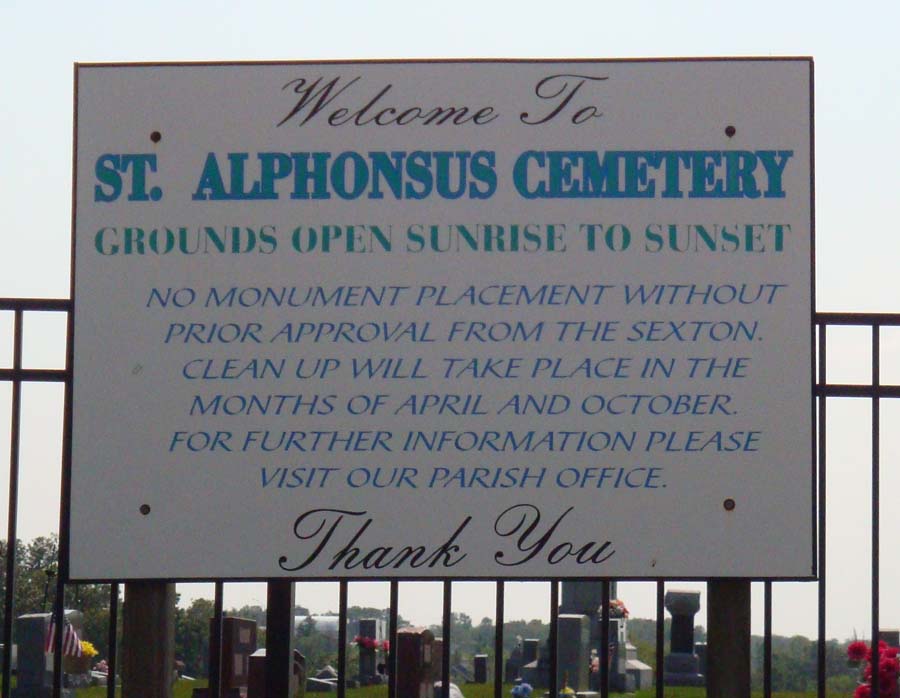 Welcome To
ST. ALPHONSUS CEMETERY
GROUNDS OPEN SUNRISE TO SUNSET
NO MONUMENT PLACEMENT WITHOUT
PRIOR APPROVAL FROM THE SEXTON.
CLEAN UP WILL TAKE PLACE IN THE
MONTHS OF APRIL AND OCTOBER.
FOR FURTHER INFORMATION PLEASE
VISIT OUR PARISH OFFICE.
Thank You